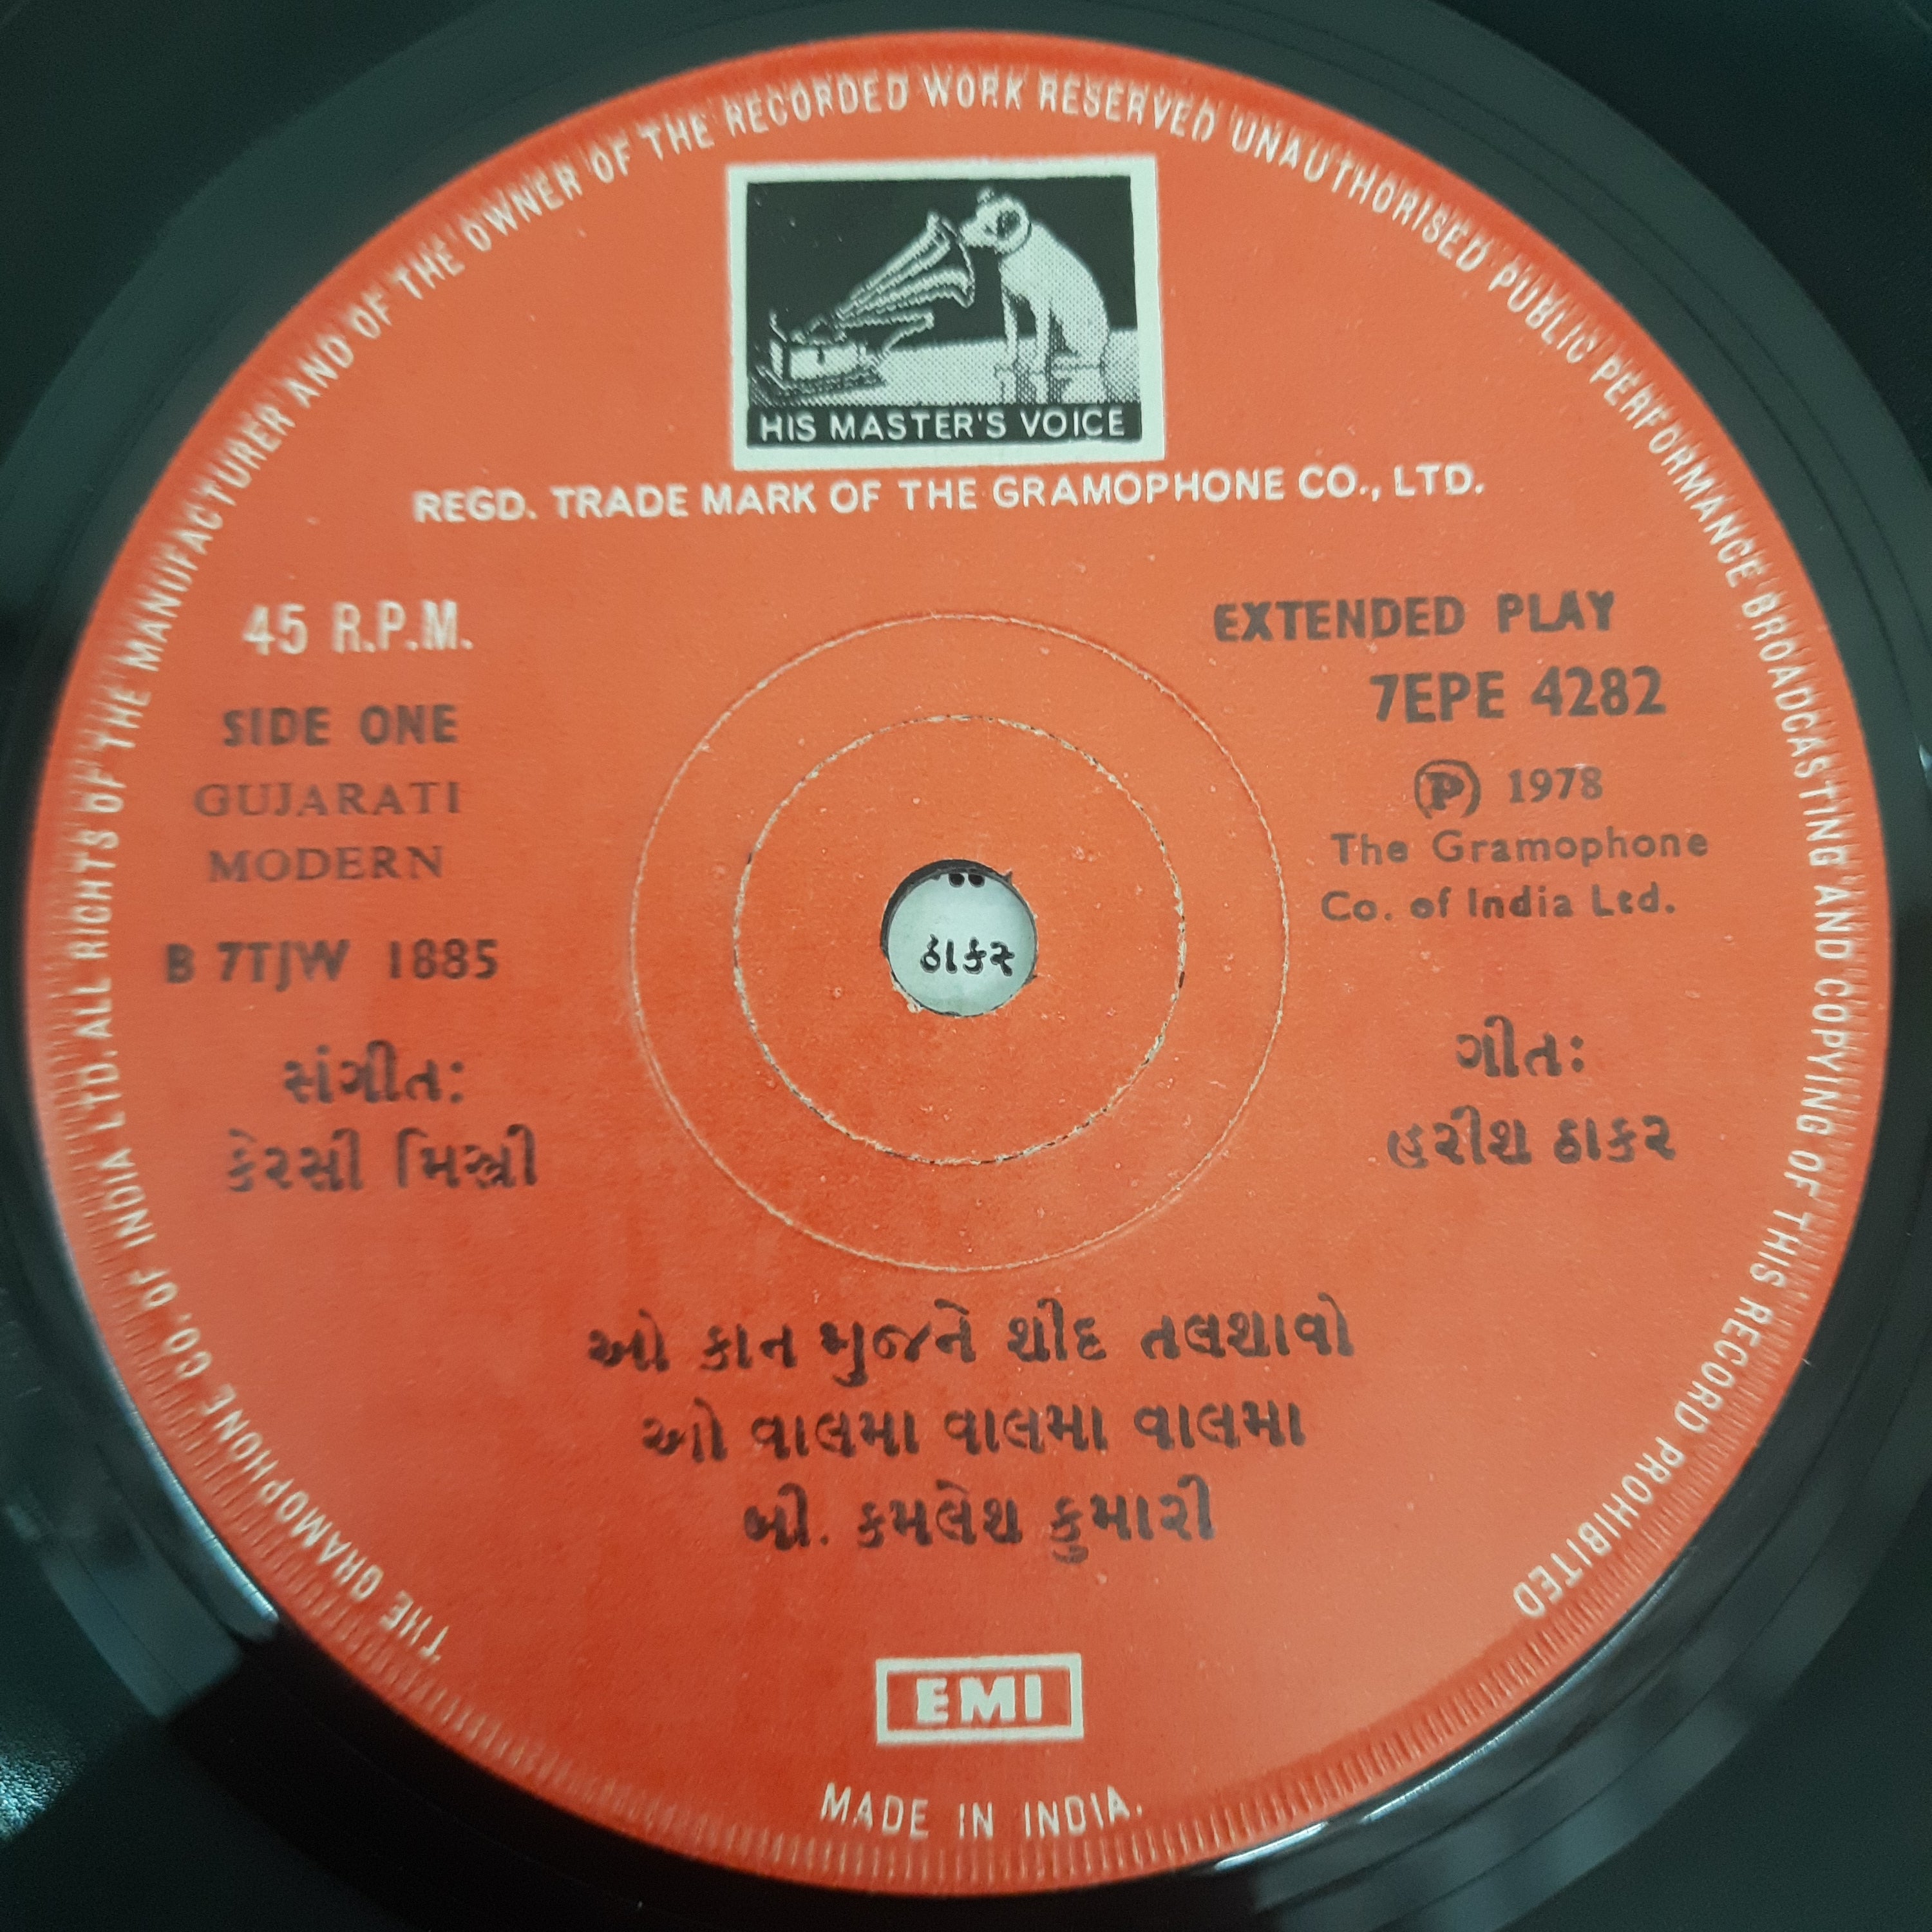 THE GRAMOPHONE CO. OF INDIA LTD. ALL RIGHTS OF THE MANUFACTURER AND OF THE OWNER OF THE RECORDED WORK RESERVED UNAUTHORISED PUBLIC PERFORMANCE BROADCASTING AND COPYING OF THIS RECORD PROHIBITED
HIS MASTER'S VOICE
REGD. TRADE MARK OF THE GRAMOPHONE CO., LTD.
45 R.P.M.
SIDE ONE
GUJARATI
MODERN
B 7TJW 1885
સંગીત:
કેરસી મિસ્ત્રી
EXTENDED PLAY
7EPE 4282
Ⓟ 1978
The Gramophone
Co. of India Ltd.
ગીત:
હરીશ ઠાકર
ઠાકર
ઓ કાન મુજને શીદ તલશાવો
ઓ વાલમા વાલમા વાલમા
બી. કમલેશ કુમારી
EMI
MADE IN INDIA.